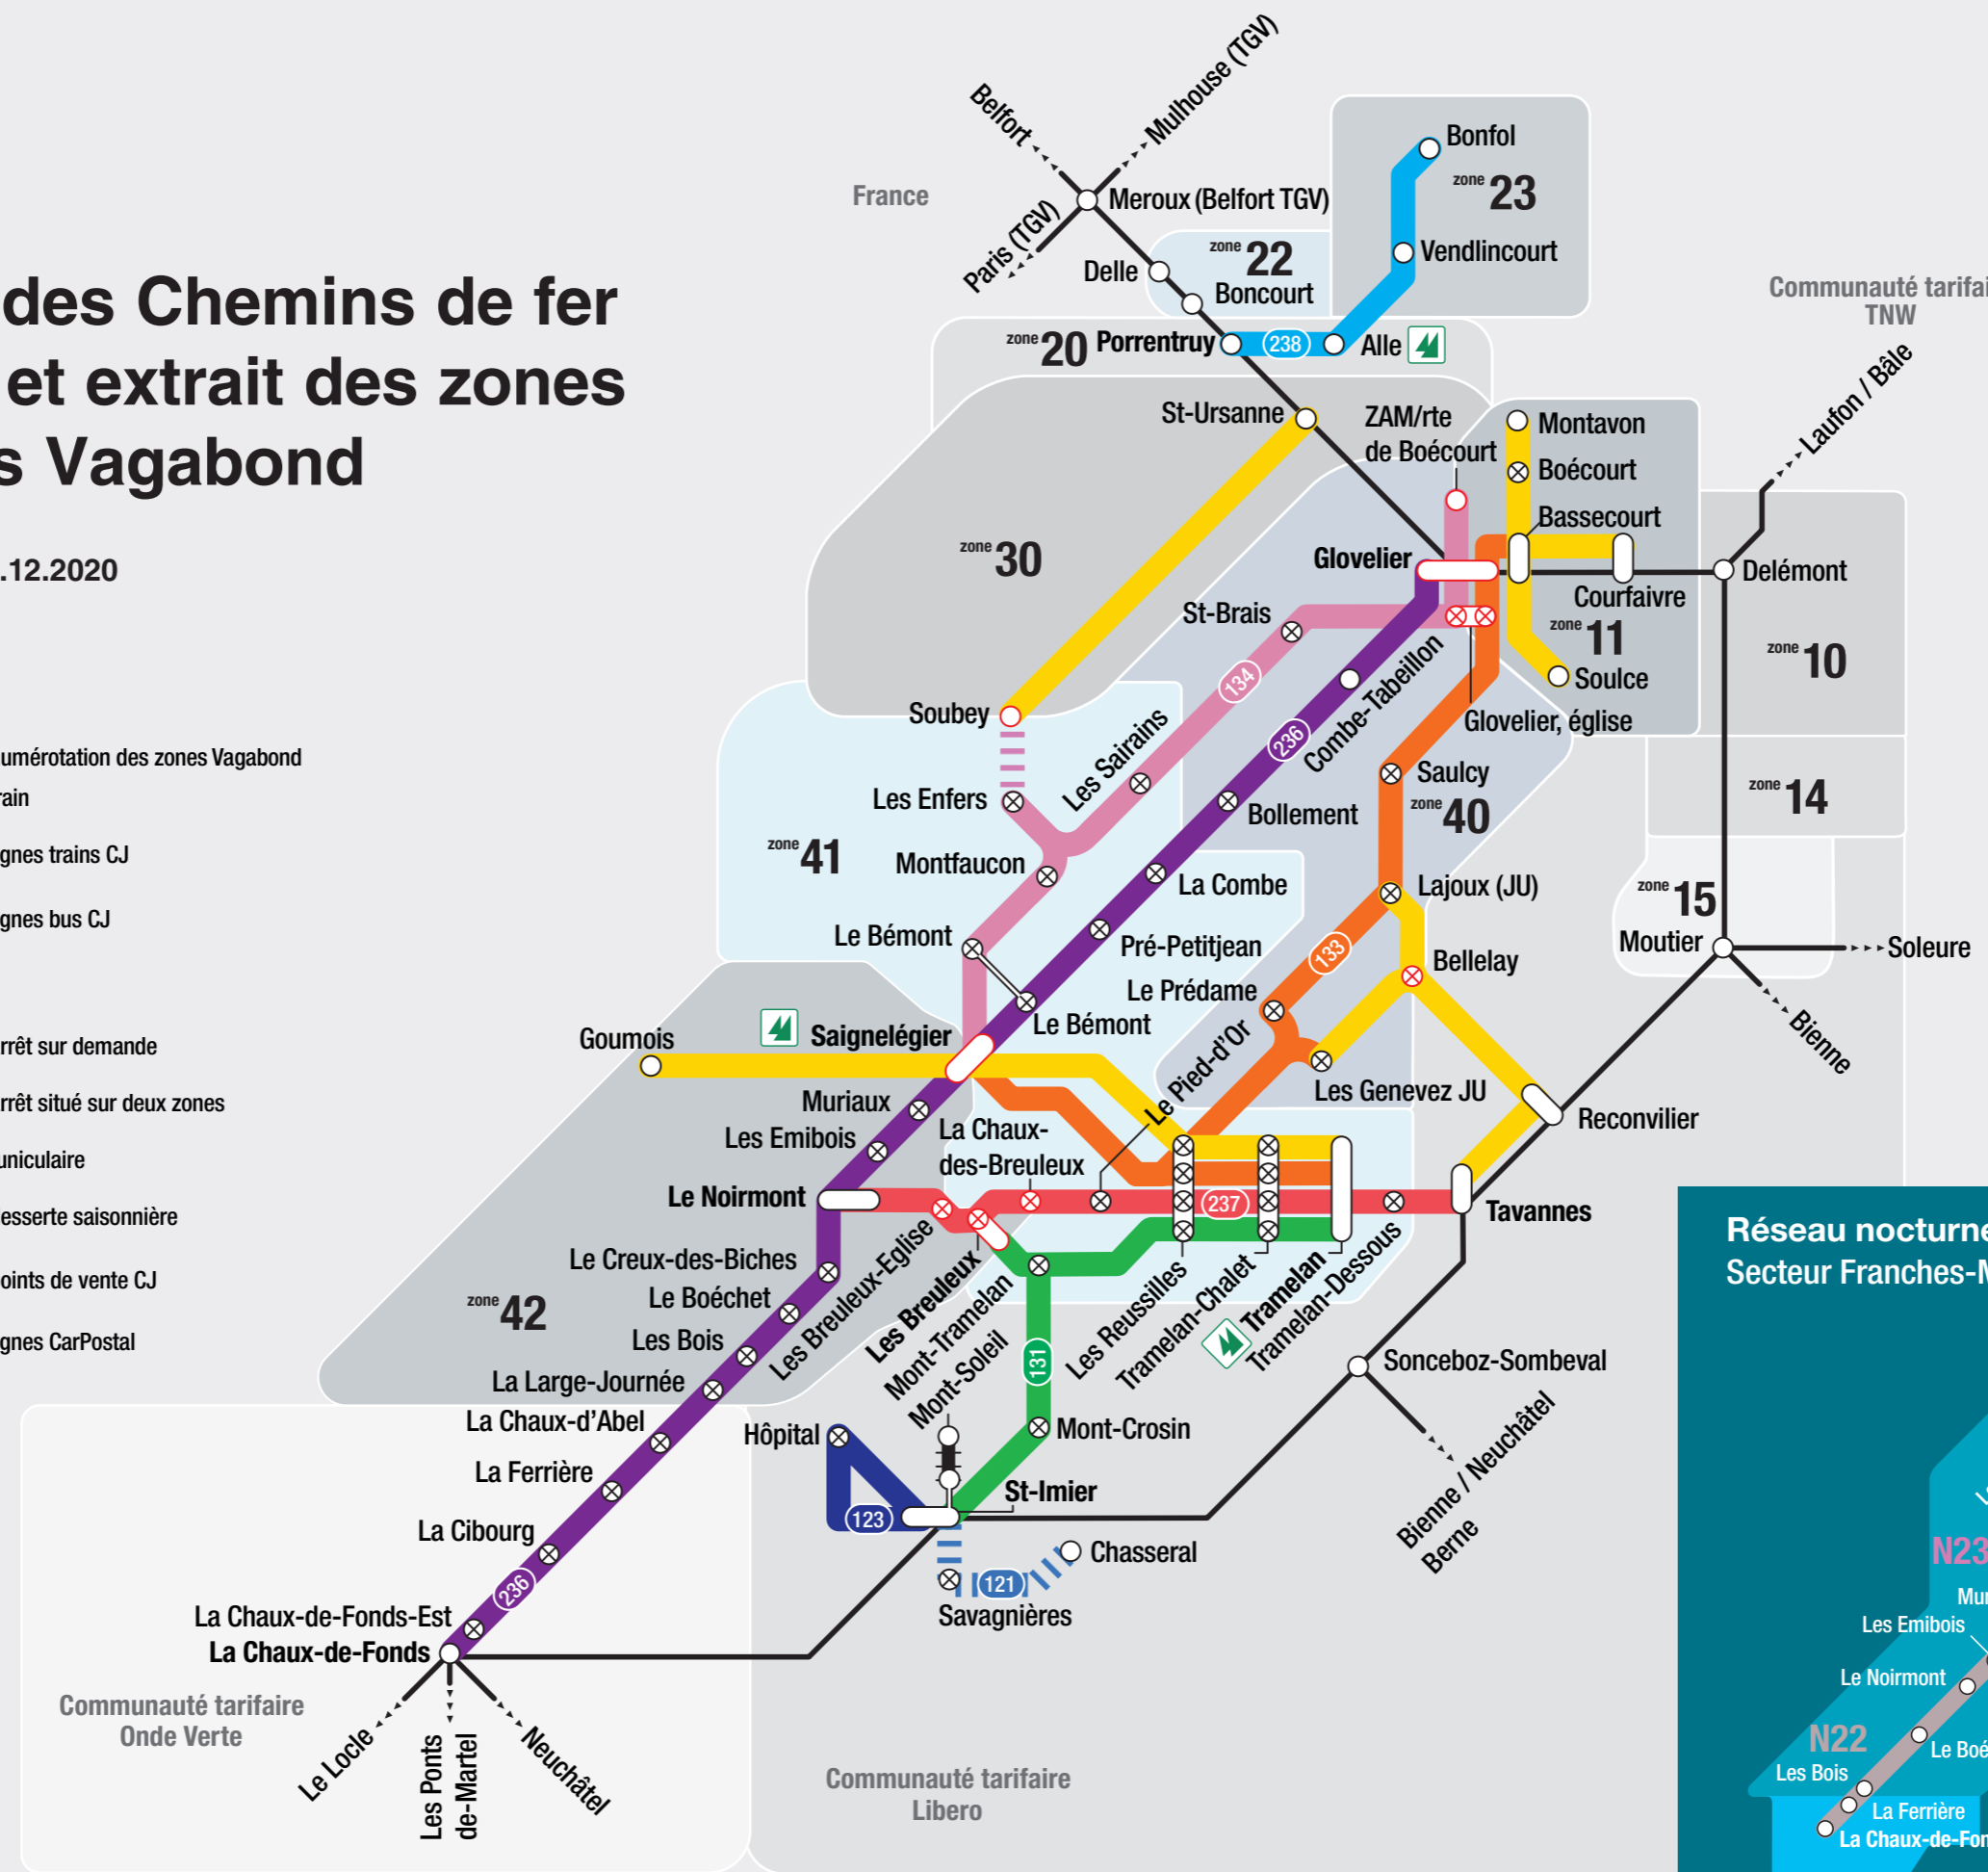 des Chemins de fer
et extrait des zones
s Vagabond
.12.2020
umérotation des zones Vagabond
rain
gnes trains CJ
gnes bus CJ
rrêt sur demande
rrêt situé sur deux zones
uniculaire
esserte saisonnière
oints de vente CJ
gnes CarPostal
Belfort
Mulhouse (TGV)
France
Meroux (Belfort TGV)
Paris (TGV)
Delle
zone 22
Boncourt
Bonfol
zone 23
Vendlincourt
zone 20
Porrentruy
238
Alle
Communauté tarifai
TNW
Laufon / Bâle
St-Ursanne
ZAM/rte
de Boécourt
Montavon
Boécourt
Bassecourt
zone 30
Glovelier
Courfaivre
Delémont
zone 11
zone 10
St-Brais
134
Combe-Tabeillon
Soulce
Glovelier, église
Soubey
236
Les Sairains
Saulcy
zone 40
zone 14
Les Enfers
Bollement
zone 41
Montfaucon
La Combe
Lajoux (JU)
zone 15
Moutier
Soleure
Bienne
Le Bémont
Pré-Petitjean
133
Bellelay
Le Prédame
Le Bémont
Goumois
Saignelégier
Le Pied-d'Or
Les Genevez JU
Reconvilier
Muriaux
Les Emibois
La Chaux-
des-Breuleux
Le Noirmont
237
Tavannes
Le Creux-des-Biches
Le Boéchet
zone 42
Les Bois
La Large-Journée
Les Breuleux-Eglise
Les Breuleux
Mont-Tramelan
Mont-Soleil
131
Les Reussilles
Tramelan-Chalet
Tramelan
Tramelan-Dessous
Sonceboz-Sombeval
Bienne / Neuchâtel
Berne
La Chaux-d'Abel
Hôpital
Mont-Crosin
La Ferrière
St-Imier
123
La Cibourg
Chasseral
121
Savagnières
236
La Chaux-de-Fonds-Est
La Chaux-de-Fonds
Communauté tarifaire
Onde Verte
Le Locle
Les Ponts
de-Martel
Neuchâtel
Communauté tarifaire
Libero
Réseau nocturne
Secteur Franches-M
N23
Mur
Les Emibois
Le Noirmont
N22
Le Boé
Les Bois
La Ferrière
La Chaux-de-Fon